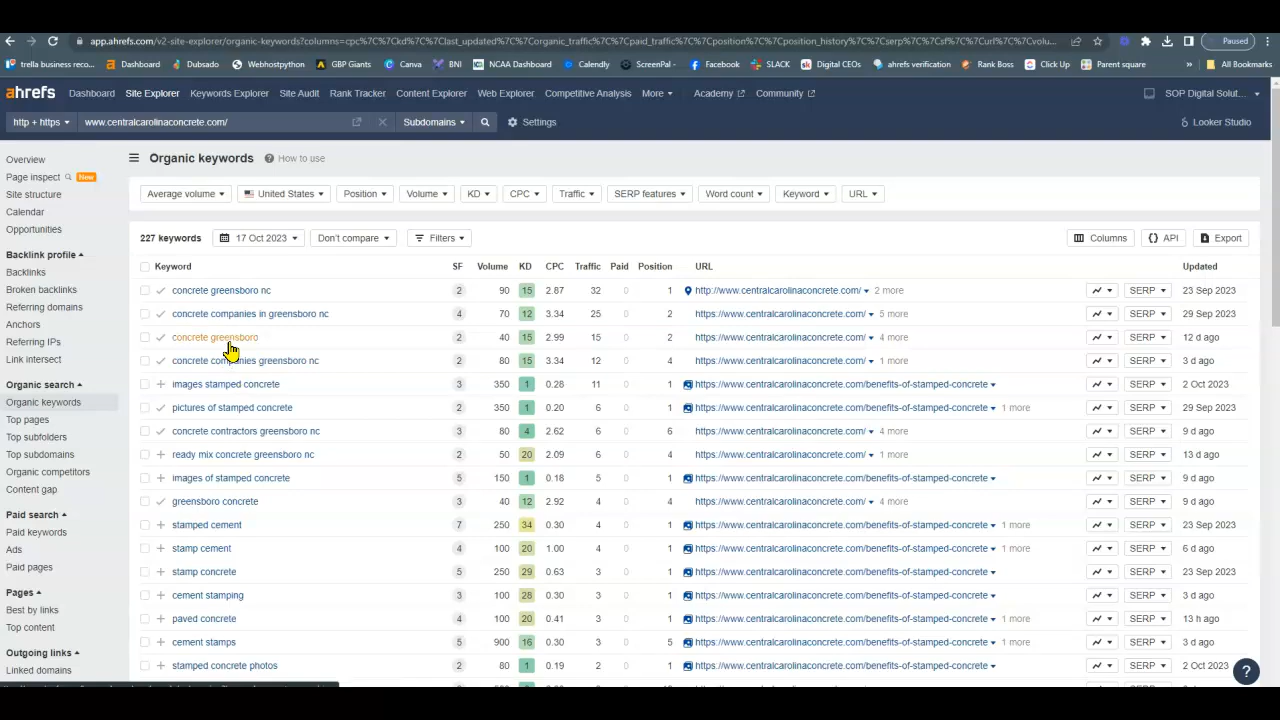 app.ahrefs.com/v2-site-explorer/organic-keywords?columns=cpc%7C%7Ckd%7C%7Clast_updated%7C%7Corganic_traffic%7C%7Cpaid_traffic%7C%7Cposition%7C%7Cposition_history%7C%7Cserp%7C%7Csf%7C%7Curl%7C%7Cvolu... Paused
trella business reco... Dashboard Dubsado Webhostpython GBP Giants Canva BNI NCAA Dashboard Calendly ScreenPal - Facebook SLACK Digital CEOs ahrefs verification Rank Boss Click Up Parent square » All Bookmarks
ahrefs Dashboard Site Explorer Keywords Explorer Site Audit Rank Tracker Content Explorer Web Explorer Competitive Analysis More Academy Community SOP Digital Solut...
http + https www.centralcarolinaconcrete.com/ Subdomains Settings Looker Studio
Overview
Page inspect New
Site structure
Calendar
Opportunities
Backlink profile
Backlinks
Broken backlinks
Referring domains
Anchors
Referring IPs
Link intersect
Organic search
Organic keywords
Top pages
Top subfolders
Top subdomains
Organic competitors
Content gap
Paid search
Paid keywords
Ads
Paid pages
Pages
Best by links
Top content
Outgoing links
Linked domains
Organic keywords ? How to use
Average volume United States Position Volume KD CPC Traffic SERP features Word count Keyword URL
227 keywords 17 Oct 2023 Don't compare Filters Columns {} API Export
Keyword SF Volume KD CPC Traffic Paid Position URL Updated
concrete greensboro nc 2 90 15 2.87 32 0 1 http://www.centralcarolinaconcrete.com/ 2 more SERP 23 Sep 2023
concrete companies in greensboro nc 4 70 12 3.34 25 0 2 https://www.centralcarolinaconcrete.com/ 5 more SERP 29 Sep 2023
concrete greensboro 2 40 15 2.99 15 0 2 https://www.centralcarolinaconcrete.com/ 4 more SERP 12 d ago
concrete companies greensboro nc 2 80 15 3.34 12 0 4 https://www.centralcarolinaconcrete.com/ 1 more SERP 3 d ago
images stamped concrete 3 350 1 0.28 11 0 1 https://www.centralcarolinaconcrete.com/benefits-of-stamped-concrete SERP 2 Oct 2023
pictures of stamped concrete 2 350 1 0.20 6 0 1 https://www.centralcarolinaconcrete.com/benefits-of-stamped-concrete 1 more SERP 29 Sep 2023
concrete contractors greensboro nc 3 80 4 2.62 6 0 6 https://www.centralcarolinaconcrete.com/ 4 more SERP 9 d ago
ready mix concrete greensboro nc 2 50 20 2.09 6 0 4 https://www.centralcarolinaconcrete.com/ 1 more SERP 13 d ago
images of stamped concrete 5 150 1 0.18 5 0 1 https://www.centralcarolinaconcrete.com/benefits-of-stamped-concrete SERP 9 d ago
greensboro concrete 3 40 12 2.92 4 0 4 https://www.centralcarolinaconcrete.com/ 4 more SERP 9 d ago
stamped cement 7 250 34 0.30 4 0 1 https://www.centralcarolinaconcrete.com/benefits-of-stamped-concrete 1 more SERP 23 Sep 2023
stamp cement 4 100 20 1.00 4 0 1 https://www.centralcarolinaconcrete.com/benefits-of-stamped-concrete 1 more SERP 6 d ago
stamp concrete 5 250 29 0.63 3 0 1 https://www.centralcarolinaconcrete.com/benefits-of-stamped-concrete SERP 23 Sep 2023
cement stamping 3 100 28 0.30 3 0 1 https://www.centralcarolinaconcrete.com/benefits-of-stamped-concrete 1 more SERP 3 d ago
paved concrete 4 100 20 0.41 3 0 1 https://www.centralcarolinaconcrete.com/benefits-of-stamped-concrete 1 more SERP 13 h ago
cement stamps 5 900 16 0.30 3 0 5 https://www.centralcarolinaconcrete.com/benefits-of-stamped-concrete 1 more SERP 3 d ago
stamped concrete photos 2 80 1 0.19 2 0 1 https://www.centralcarolinaconcrete.com/benefits-of-stamped-concrete SERP 2 Oct 2023
?